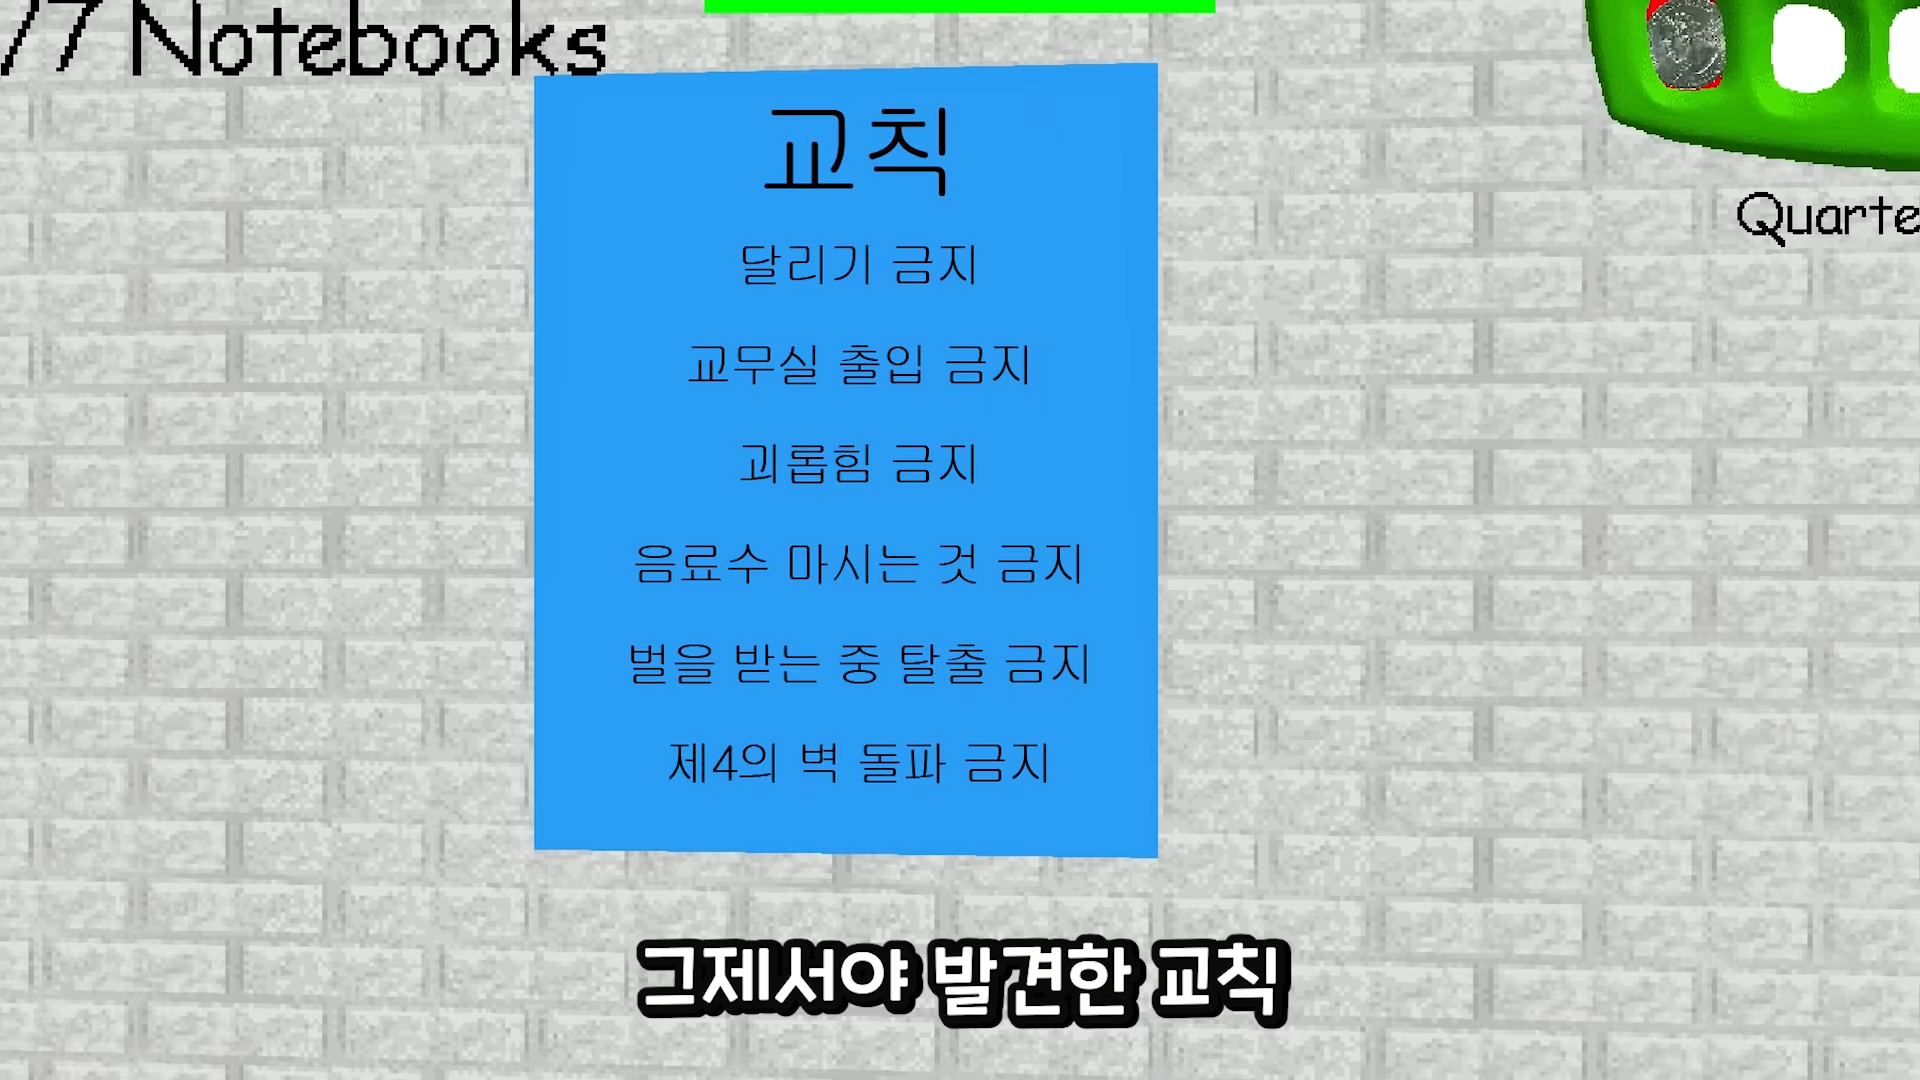 /7 Notebooks
교칙
달리기 금지
교무실 출입 금지
괴롭힘 금지
음료수 마시는 것 금지
벌을 받는 중 탈출 금지
제4의 벽 돌파 금지
Quarte
그제서야 발견한 교칙